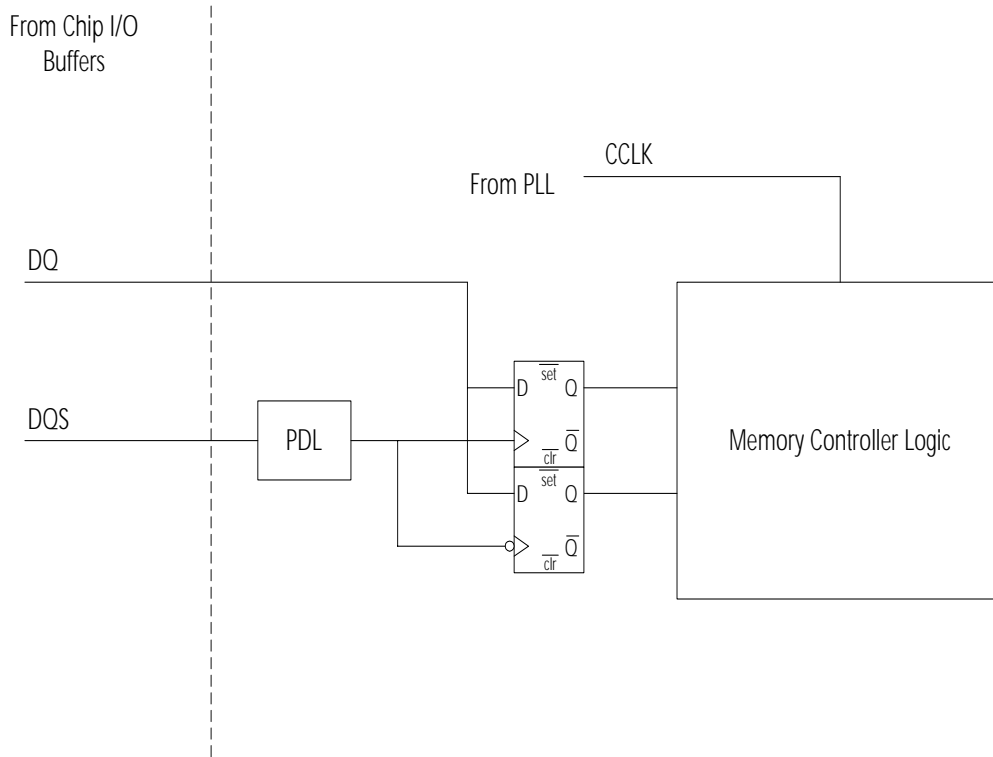 From Chip I/O
Buffers
CCLK
From PLL
DQ
set
D Q
Q
clr
DQS
PDL
Memory Controller Logic
set
D Q
Q
clr